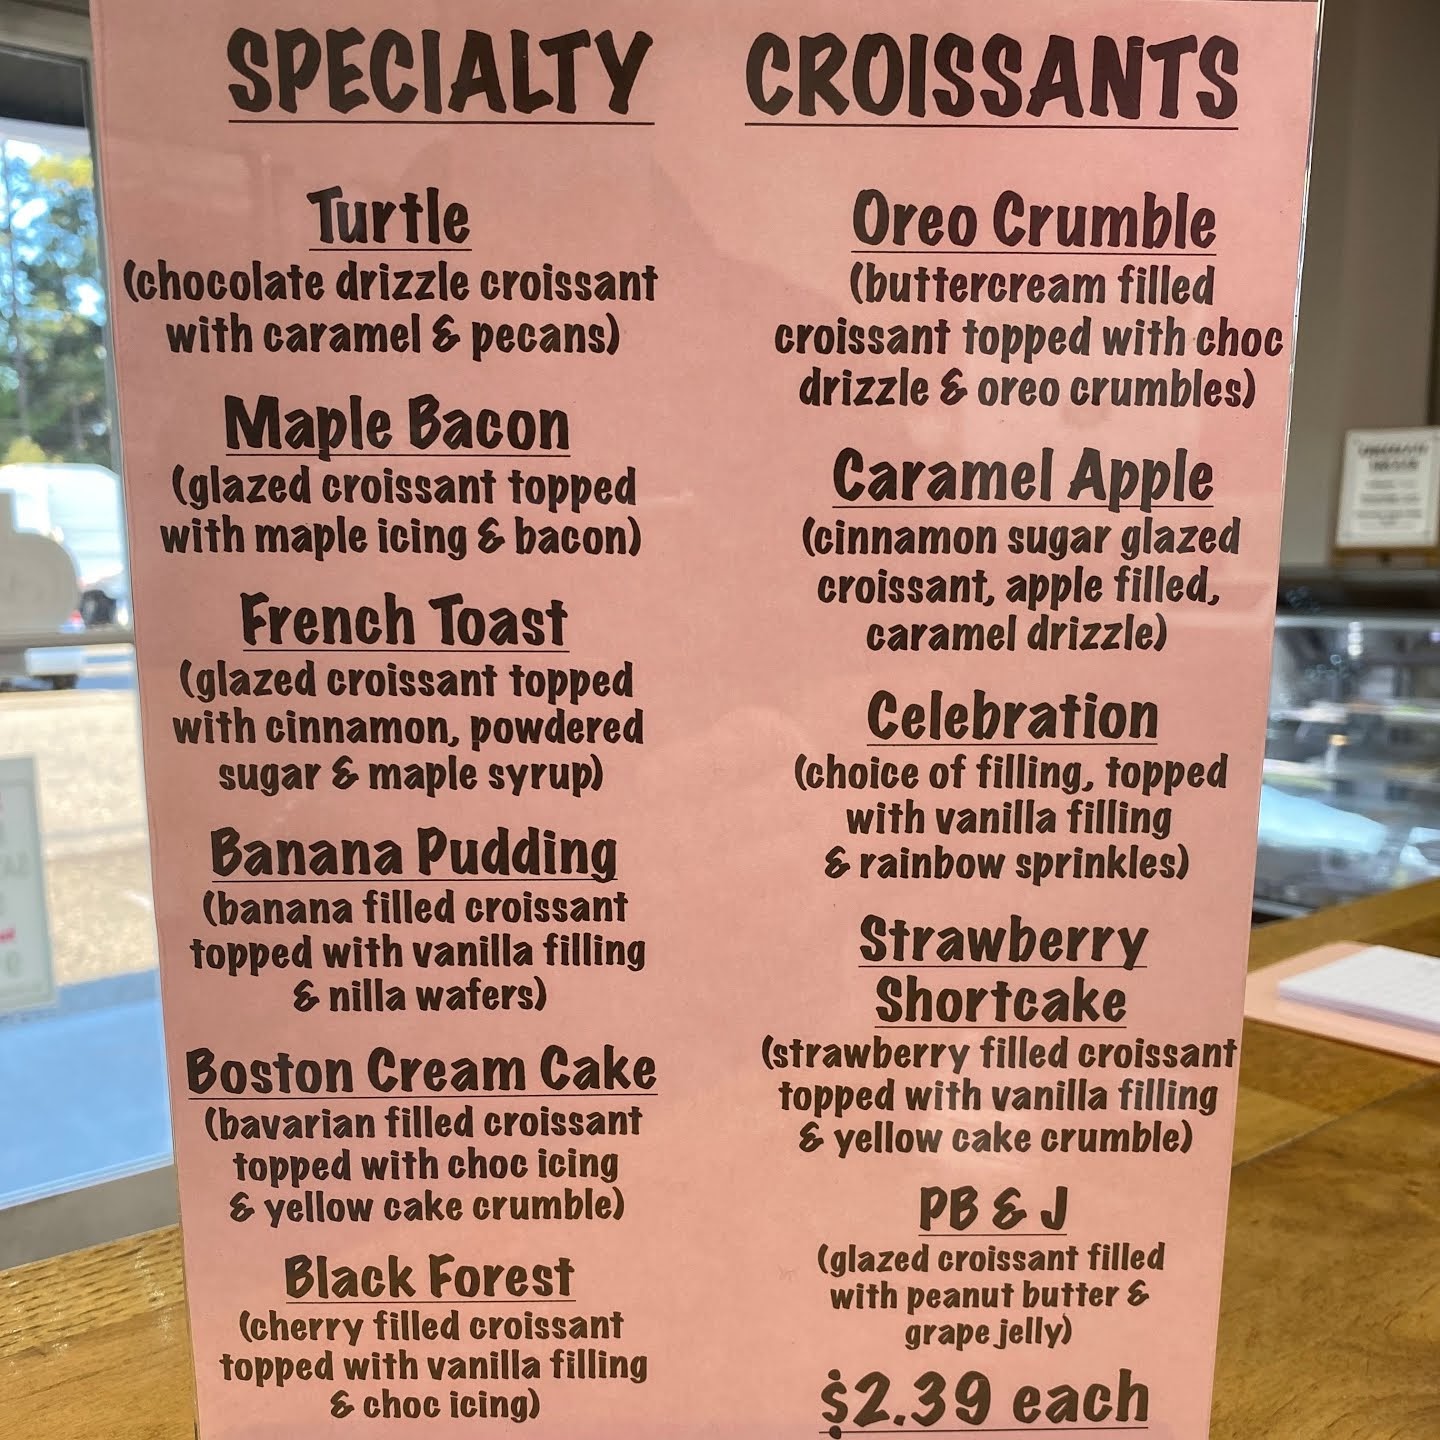 SPECIALTY CROISSANTS
Turtle
(chocolate drizzle croissant
with caramel & pecans)
Maple Bacon
(glazed croissant topped
with maple icing & bacon)
French Toast
(glazed croissant topped
with cinnamon, powdered
sugar & maple syrup)
Banana Pudding
(banana filled croissant
topped with vanilla filling
& nilla wafers)
Boston Cream Cake
(bavarian filled croissant
topped with choc icing
& yellow cake crumble)
Black Forest
(cherry filled croissant
topped with vanilla filling
& choc icing)
Oreo Crumble
(buttercream filled
croissant topped with choc
drizzle & oreo crumbles)
Caramel Apple
(cinnamon sugar glazed
croissant, apple filled,
caramel drizzle)
Celebration
(choice of filling, topped
with vanilla filling
& rainbow sprinkles)
Strawberry
Shortcake
(strawberry filled croissant
topped with vanilla filling
& yellow cake crumble)
PB & J
(glazed croissant filled
with peanut butter &
grape jelly)
$2.39 each